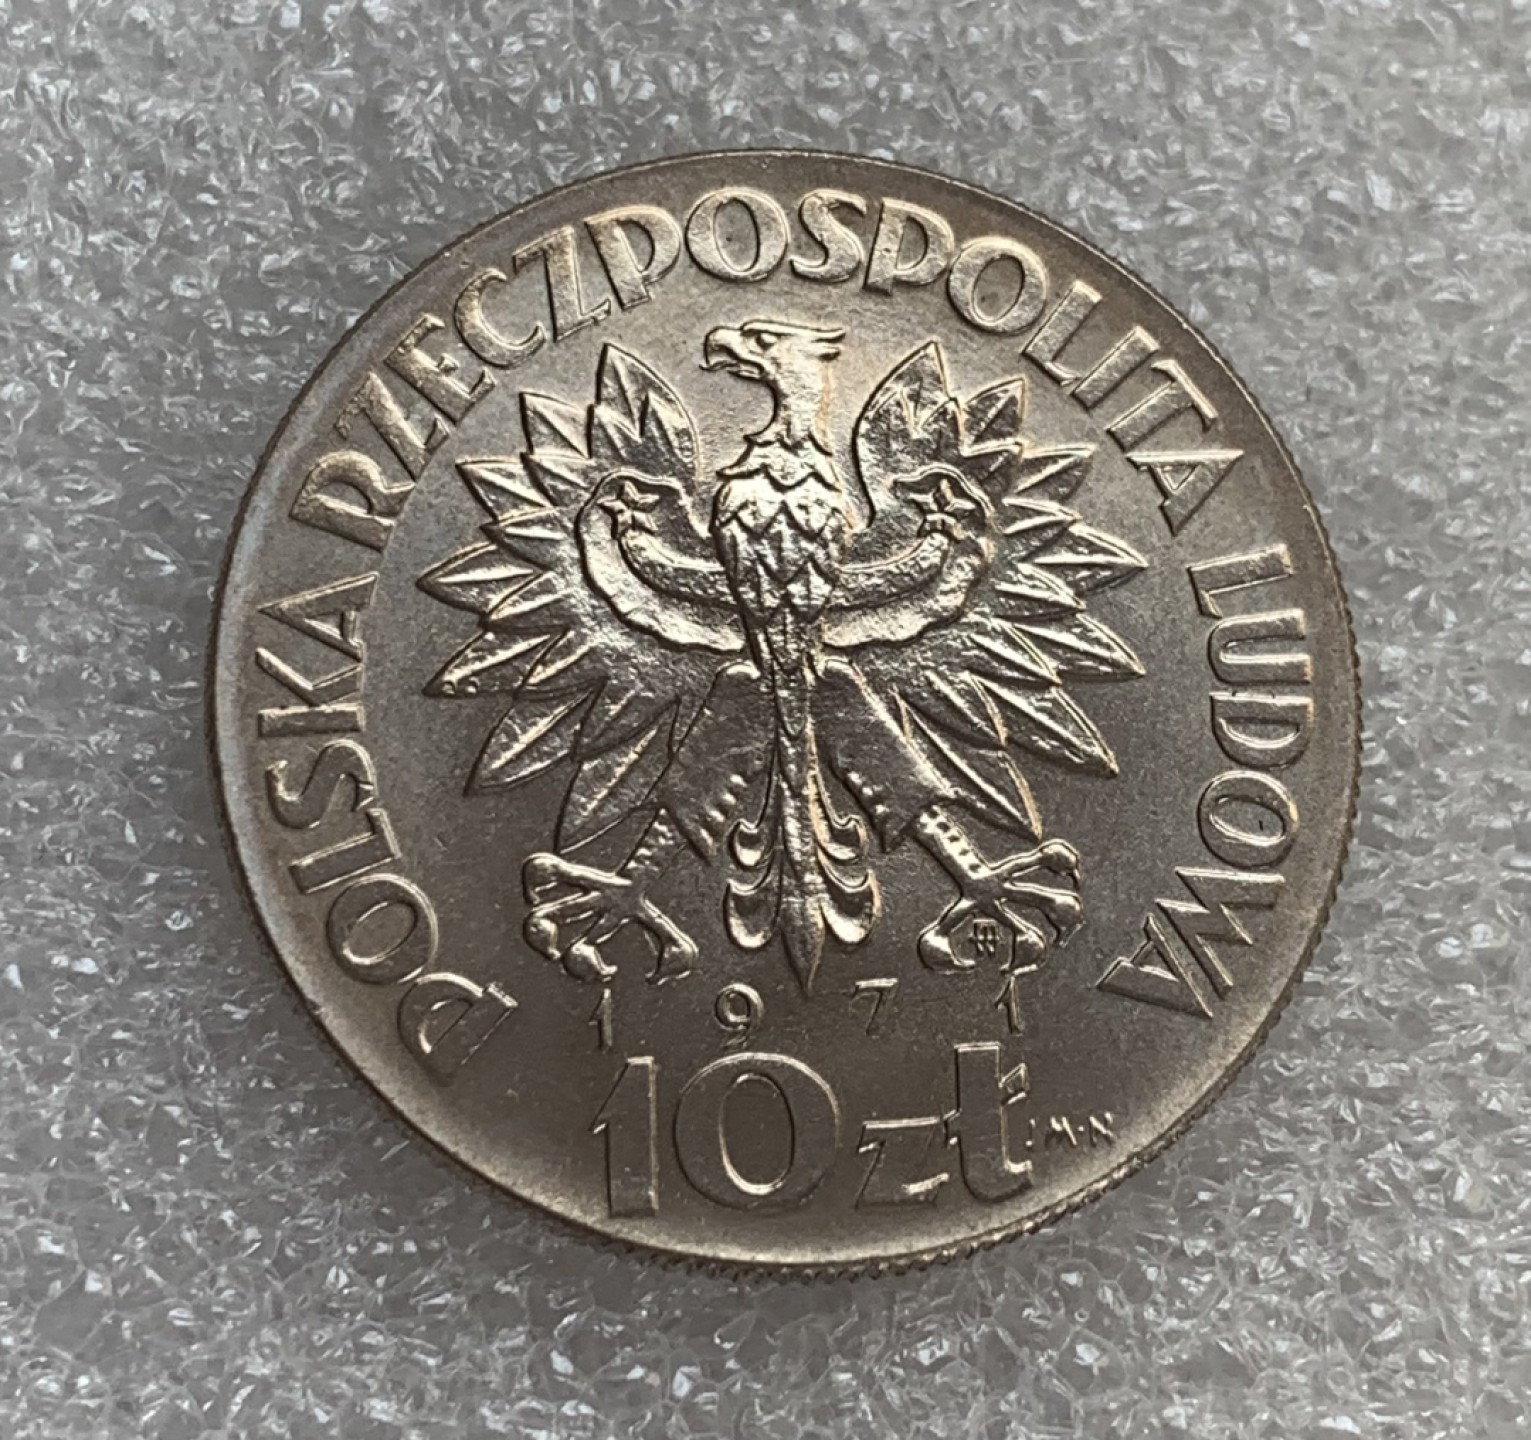 POLSKA RZECZPOSPOLITA LUDOWA
1971
10 zł
J.M.N